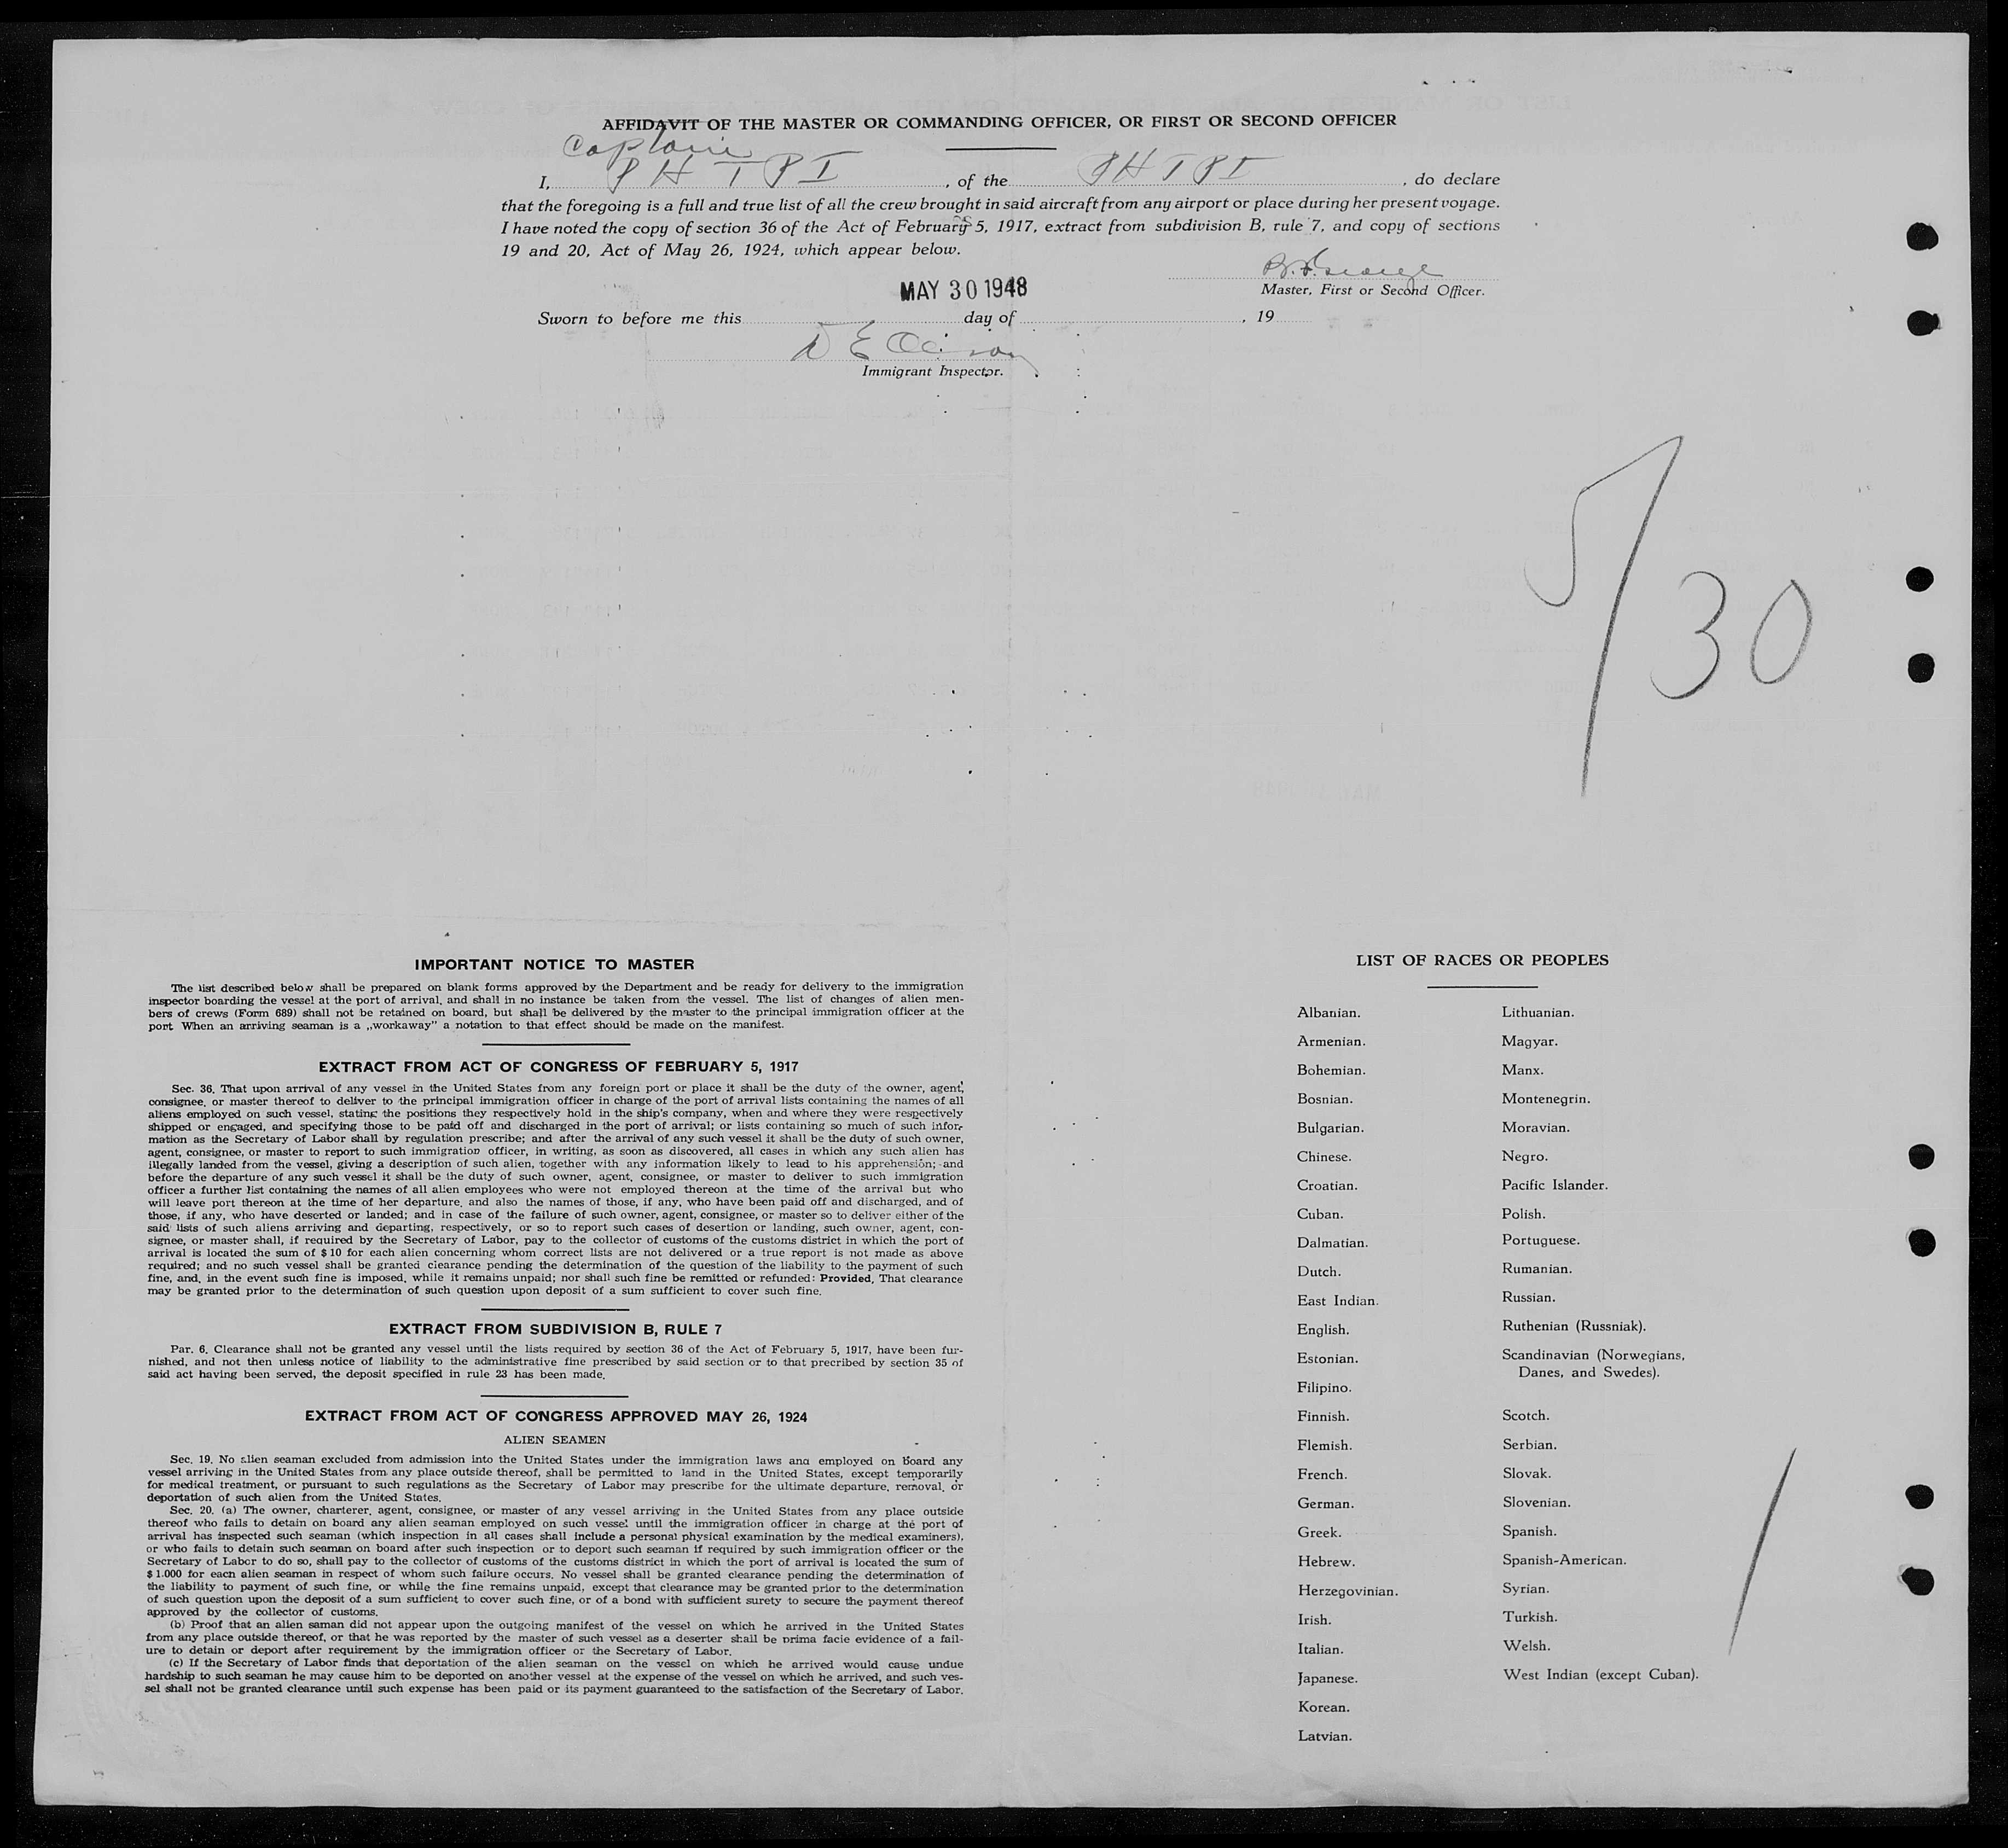 AFFIDAVIT OF THE MASTER OR COMMANDING OFFICER, OR FIRST OR SECOND OFFICER
Captain
I, P H T P I, of the P H T P I, do declare
that the foregoing is a full and true list of all the crew brought in said aircraft from any airport or place during her present voyage.
I have noted the copy of section 36 of the Act of February 5, 1917, extract from subdivision B, rule 7, and copy of sections
19 and 20, Act of May 26, 1924, which appear below.
Master, First or Second Officer.
MAY 30 1948
Sworn to before me this day of , 19
D E
Immigrant Inspector.
5/30
IMPORTANT NOTICE TO MASTER
The list described below shall be prepared on blank forms approved by the Department and be ready for delivery to the immigration
inspector boarding the vessel at the port of arrival, and shall in no instance be taken from the vessel. The list of changes of alien men-
bers of crews (Form 689) shall not be retained on board, but shall be delivered by the master to the principal immigration officer at the
port When an arriving seaman is a „workaway” a notation to that effect should be made on the manifest.
EXTRACT FROM ACT OF CONGRESS OF FEBRUARY 5, 1917
Sec. 36. That upon arrival of any vessel in the United States from any foreign port or place it shall be the duty of the owner, agent,
consignee, or master thereof to deliver to the principal immigration officer in charge of the port of arrival lists containing the names of all
aliens employed on such vessel, stating the positions they respectively hold in the ship's company, when and where they were respectively
shipped or engaged, and specifying those to be paid off and discharged in the port of arrival; or lists containing so much of such infor-
mation as the Secretary of Labor shall by regulation prescribe; and after the arrival of any such vessel it shall be the duty of such owner,
agent, consignee, or master to report to such immigration officer, in writing, as soon as discovered, all cases in which any such alien has
illegally landed from the vessel, giving a description of such alien, together with any information likely to lead to his apprehension; and
before the departure of any such vessel it shall be the duty of such owner, agent, consignee, or master to deliver to such immigration
officer a further list containing the names of all alien employees who were not employed thereon at the time of the arrival but who
will leave port thereon at the time of her departure, and also the names of those, if any, who have been paid off and discharged, and of
those, if any, who have deserted or landed; and in case of the failure of such owner, agent, consignee, or master so to deliver either of the
said lists of such aliens arriving and departing, respectively, or so to report such cases of desertion or landing, such owner, agent, con-
signee, or master shall, if required by the Secretary of Labor, pay to the collector of customs of the customs district in which the port of
arrival is located the sum of $10 for each alien concerning whom correct lists are not delivered or a true report is not made as above
required; and no such vessel shall be granted clearance pending the determination of the question of the liability to the payment of such
fine, and, in the event such fine is imposed, while it remains unpaid; nor shall such fine be remitted or refunded: Provided, That clearance
may be granted prior to the determination of such question upon deposit of a sum sufficient to cover such fine.
EXTRACT FROM SUBDIVISION B, RULE 7
Par. 6. Clearance shall not be granted any vessel until the lists required by section 36 of the Act of February 5, 1917, have been fur-
nished, and not then unless notice of liability to the administrative fine prescribed by said section or to that precribed by section 35 of
said act having been served, the deposit specified in rule 23 has been made.
EXTRACT FROM ACT OF CONGRESS APPROVED MAY 26, 1924
ALIEN SEAMEN
Sec. 19. No alien seaman excluded from admission into the United States under the immigration laws and employed on board any
vessel arriving in the United States from any place outside thereof, shall be permitted to land in the United States, except temporarily
for medical treatment, or pursuant to such regulations as the Secretary of Labor may prescribe for the ultimate departure, removal, or
deportation of such alien from the United States.
Sec. 20. (a) The owner, charterer, agent, consignee, or master of any vessel arriving in the United States from any place outside
thereof who fails to detain on board any alien seaman employed on such vessel until the immigration officer in charge at the port of
arrival has inspected such seaman (which inspection in all cases shall include a personal physical examination by the medical examiners),
or who fails to detain such seaman on board after such inspection or to deport such seaman if required by such immigration officer or the
Secretary of Labor to do so, shall pay to the collector of customs of the customs district in which the port of arrival is located the sum of
$1.000 for each alien seaman in respect of whom such failure occurs. No vessel shall be granted clearance pending the determination of
the liability to payment of such fine, or while the fine remains unpaid, except that clearance may be granted prior to the determination
of such question upon the deposit of a sum sufficient to cover such fine, or of a bond with sufficient surety to secure the payment thereof
approved by the collector of customs.
(b) Proof that an alien saman did not appear upon the outgoing manifest of the vessel on which he arrived in the United States
from any place outside thereof, or that he was reported by the master of such vessel as a deserter shall be prima facie evidence of a fail-
ure to detain or deport after requirement by the immigration officer or the Secretary of Labor.
(c) If the Secretary of Labor finds that deportation of the alien seaman on the vessel on which he arrived would cause undue
hardship to such seaman he may cause him to be deported on another vessel at the expense of the vessel on which he arrived, and such ves-
sel shall not be granted clearance until such expense has been paid or its payment guaranteed to the satisfaction of the Secretary of Labor.
LIST OF RACES OR PEOPLES
Albanian.
Armenian.
Bohemian.
Bosnian.
Bulgarian.
Chinese.
Croatian.
Cuban.
Dalmatian.
Dutch.
East Indian.
English.
Estonian.
Filipino.
Finnish.
Flemish.
French.
German.
Greek.
Hebrew.
Herzegovinian.
Irish.
Italian.
Japanese.
Korean.
Latvian.
Lithuanian.
Magyar.
Manx.
Montenegrin.
Moravian.
Negro.
Pacific Islander.
Polish.
Portuguese.
Rumanian.
Russian.
Ruthenian (Russniak).
Scandinavian (Norwegians,
Danes, and Swedes).
Scotch.
Serbian.
Slovak.
Slovenian.
Spanish.
Spanish-American.
Syrian.
Turkish.
Welsh.
West Indian (except Cuban).